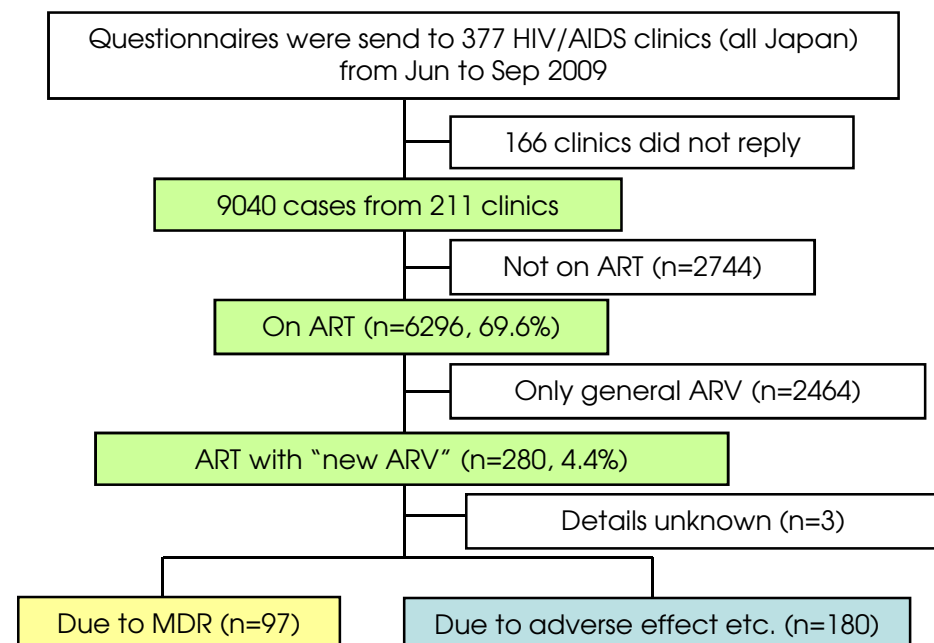 Questionnaires were send to 377 HIV/AIDS clinics (all Japan)
from Jun to Sep 2009
166 clinics did not reply
9040 cases from 211 clinics
Not on ART (n=2744)
On ART (n=6296, 69.6%)
Only general ARV (n=2464)
ART with “new ARV” (n=280, 4.4%)
Details unknown (n=3)
Due to MDR (n=97)
Due to adverse effect etc. (n=180)